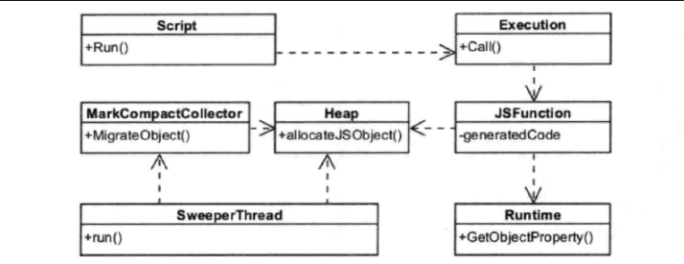 Script
+Run()
Execution
+Call()
MarkCompactCollector
+MigrateObject()
Heap
+allocateJSObject()
JSFunction
-generatedCode
SweeperThread
+run()
Runtime
+GetObjectProperty()